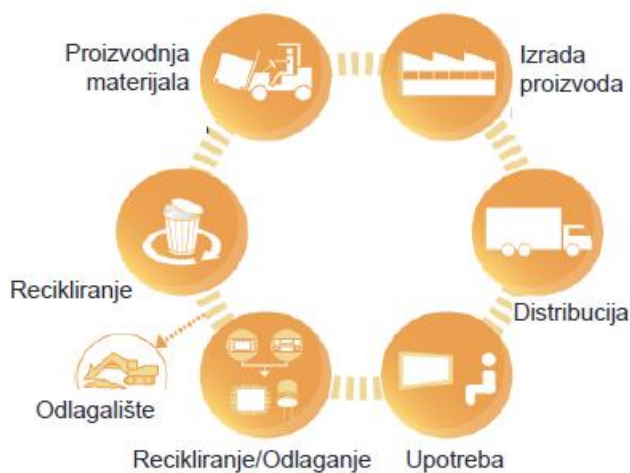 Proizvodnja
materijala
Izrada
proizvoda
Recikliranje
Distribucija
Odlagalište
Recikliranje/Odlaganje
Upotreba